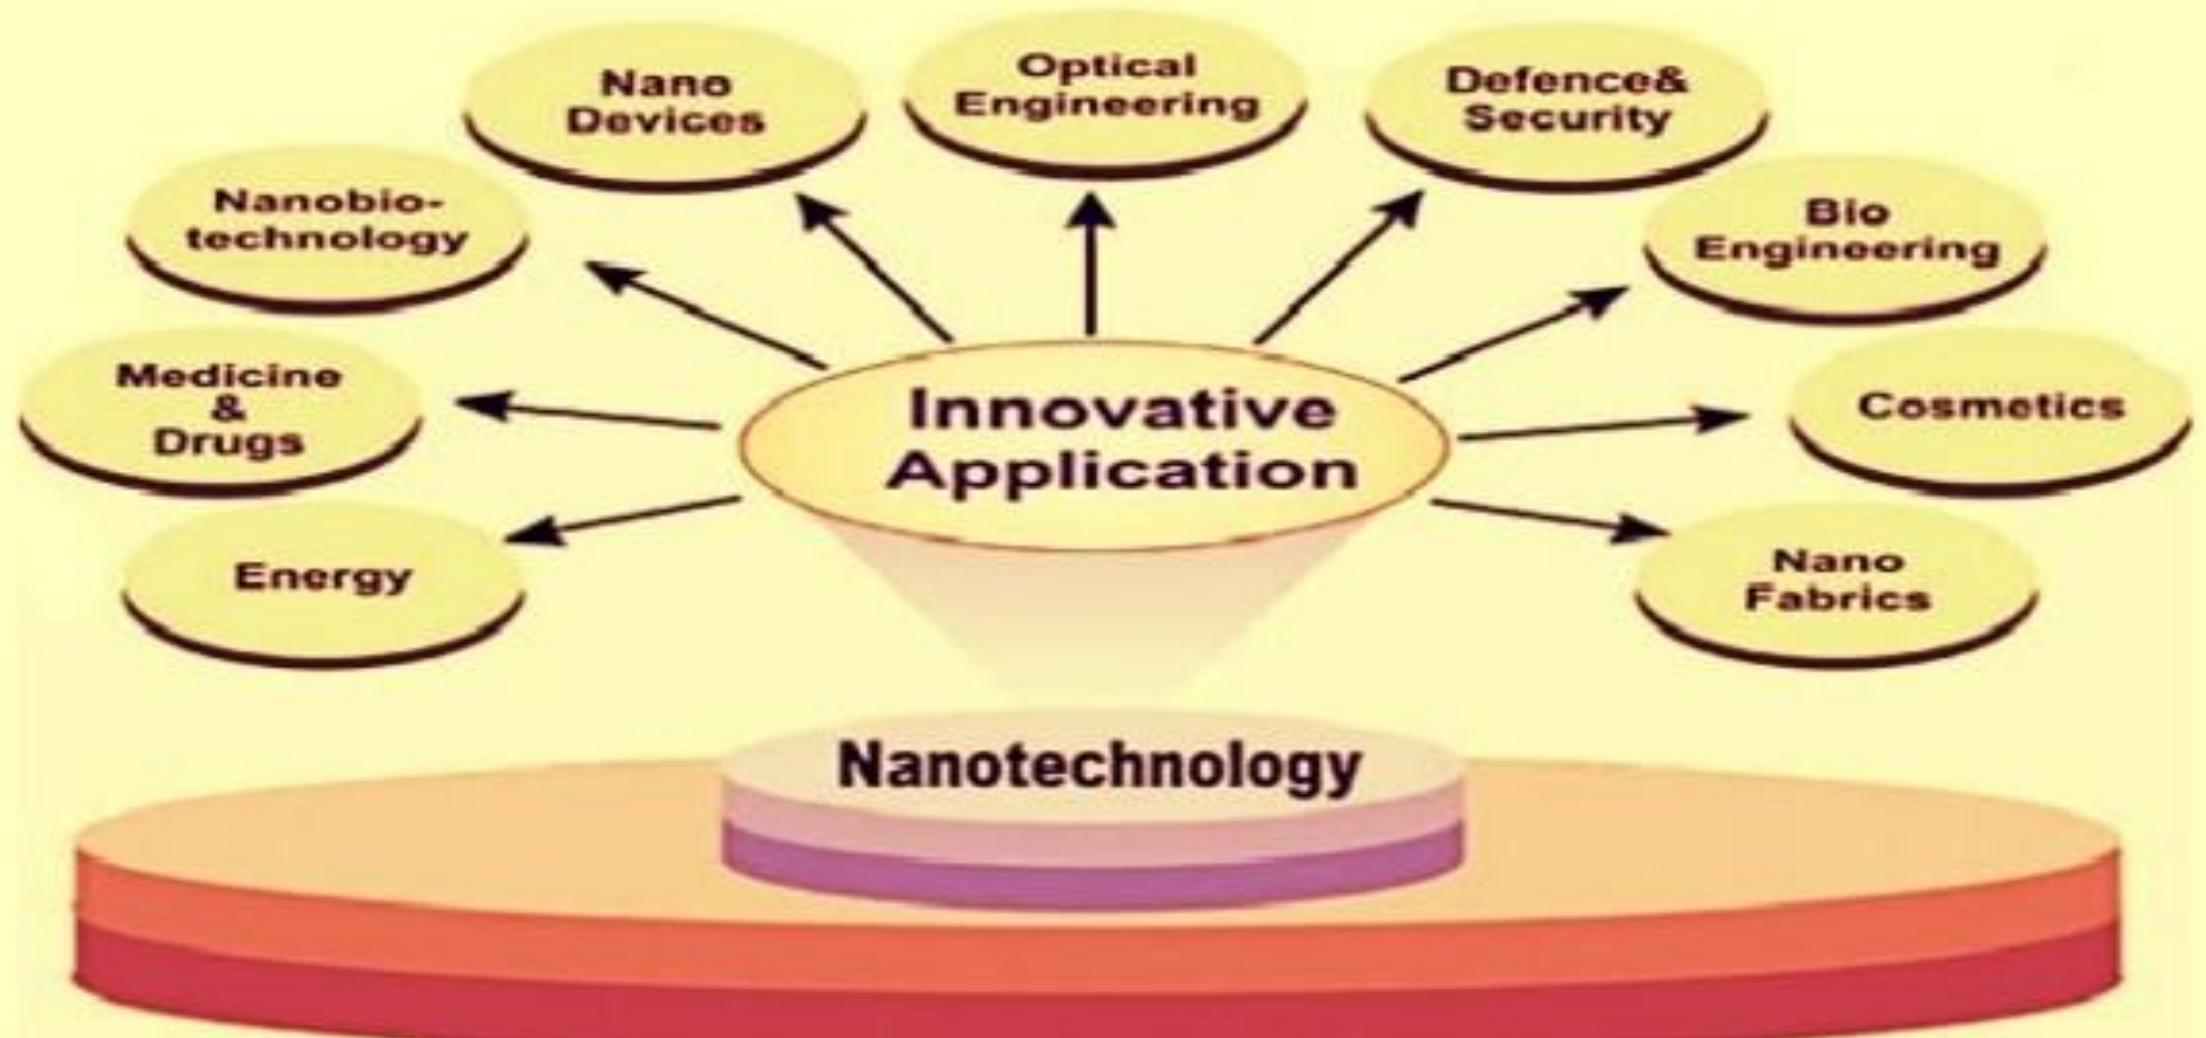 Nano
Devices
Optical
Engineering
Defence&
Security
Nanobio-
technology
Bio
Engineering
Medicine
&
Drugs
Innovative
Application
Cosmetics
Energy
Nano
Fabrics
Nanotechnology